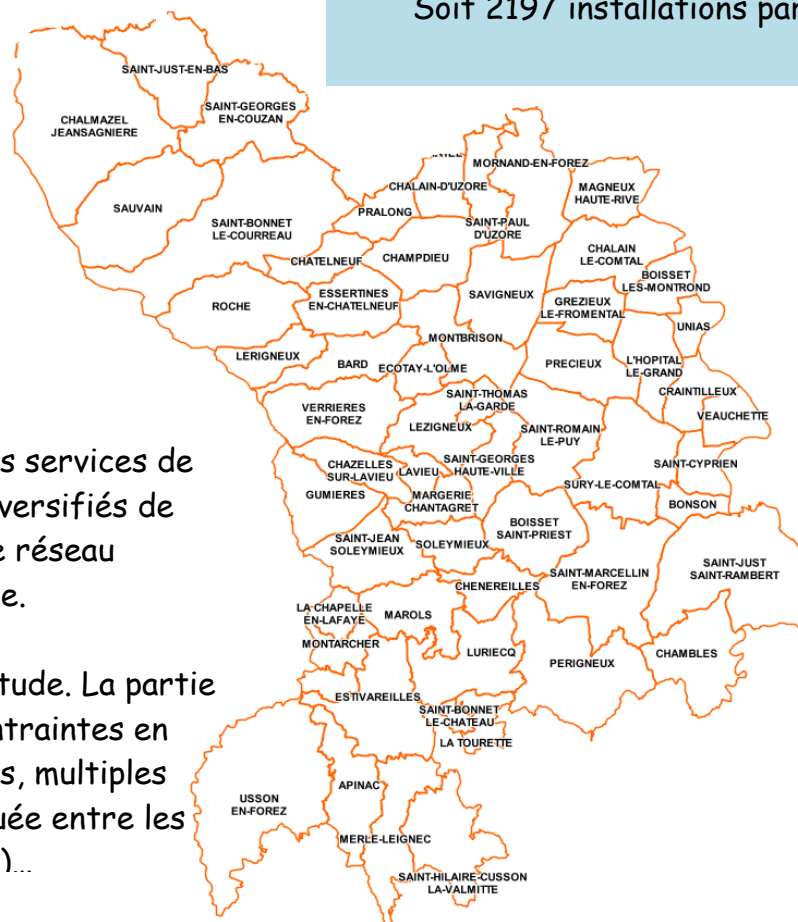 Soit 2197 installations par
SAINT-JUST-EN-BAS
SAINT-GEORGES
EN-COUZAN
CHALMAZEL
JEANSAGNIERE
MORNAND-EN-FOREZ
CHALAIN-D'UZORE
MAGNEUX
HAUTE-RIVE
SAUVAIN
PRALONG
SAINT-BONNET
LE-COURREAU
SAINT-PAUL
D'UZORE
CHALAIN
LE-COMTAL
CHATELNEUF
CHAMPDIEU
BOISSET
LES-MONTROND
ESSERTINES
EN-CHATELNEUF
SAVIGNEUX
GREZIEUX
LE-FROMENTAL
ROCHE
UNIAS
MONTBRISON
LERIGNEUX
BARD
ECOTAY-L'OLME
PRECIEUX
L'HOPITAL
LE-GRAND
SAINT-THOMAS
LA-GARDE
CRAINTILLEUX
VERRIERES
EN-FOREZ
VEAUCHETTE
LEZIGNEUX
SAINT-ROMAIN
LE-PUY
s services de
CHAZELLES
SUR-LAVIEU
LAVIEU
SAINT-GEORGES
HAUTE-VILLE
SAINT-CYPRIEN
SURY-LE-COMTAL
GUMIERES
MARGERIE
CHANTAGRET
BONSON
versifiés de
BOISSET
SAINT-PRIEST
SAINT-JEAN
SOLEYMIEUX
SOLEYMIEUX
e réseau
SAINT-JUST
SAINT-RAMBERT
SAINT-MARCELLIN
EN-FOREZ
CHENEREILLES
e.
LA CHAPELLE
EN-LAFAYE
MAROLS
MONTARCHER
LURIECQ
PERIGNEUX
CHAMBLES
tude. La partie
ESTIVAREILLES
SAINT-BONNET
LE-CHATEAU
ntraintes en
LA TOURETTE
s, multiples
APINAC
USSON
EN-FOREZ
uée entre les
MERLE-LEIGNEC
)...
SAINT-HILAIRE-CUSSON
LA-VALMITTE